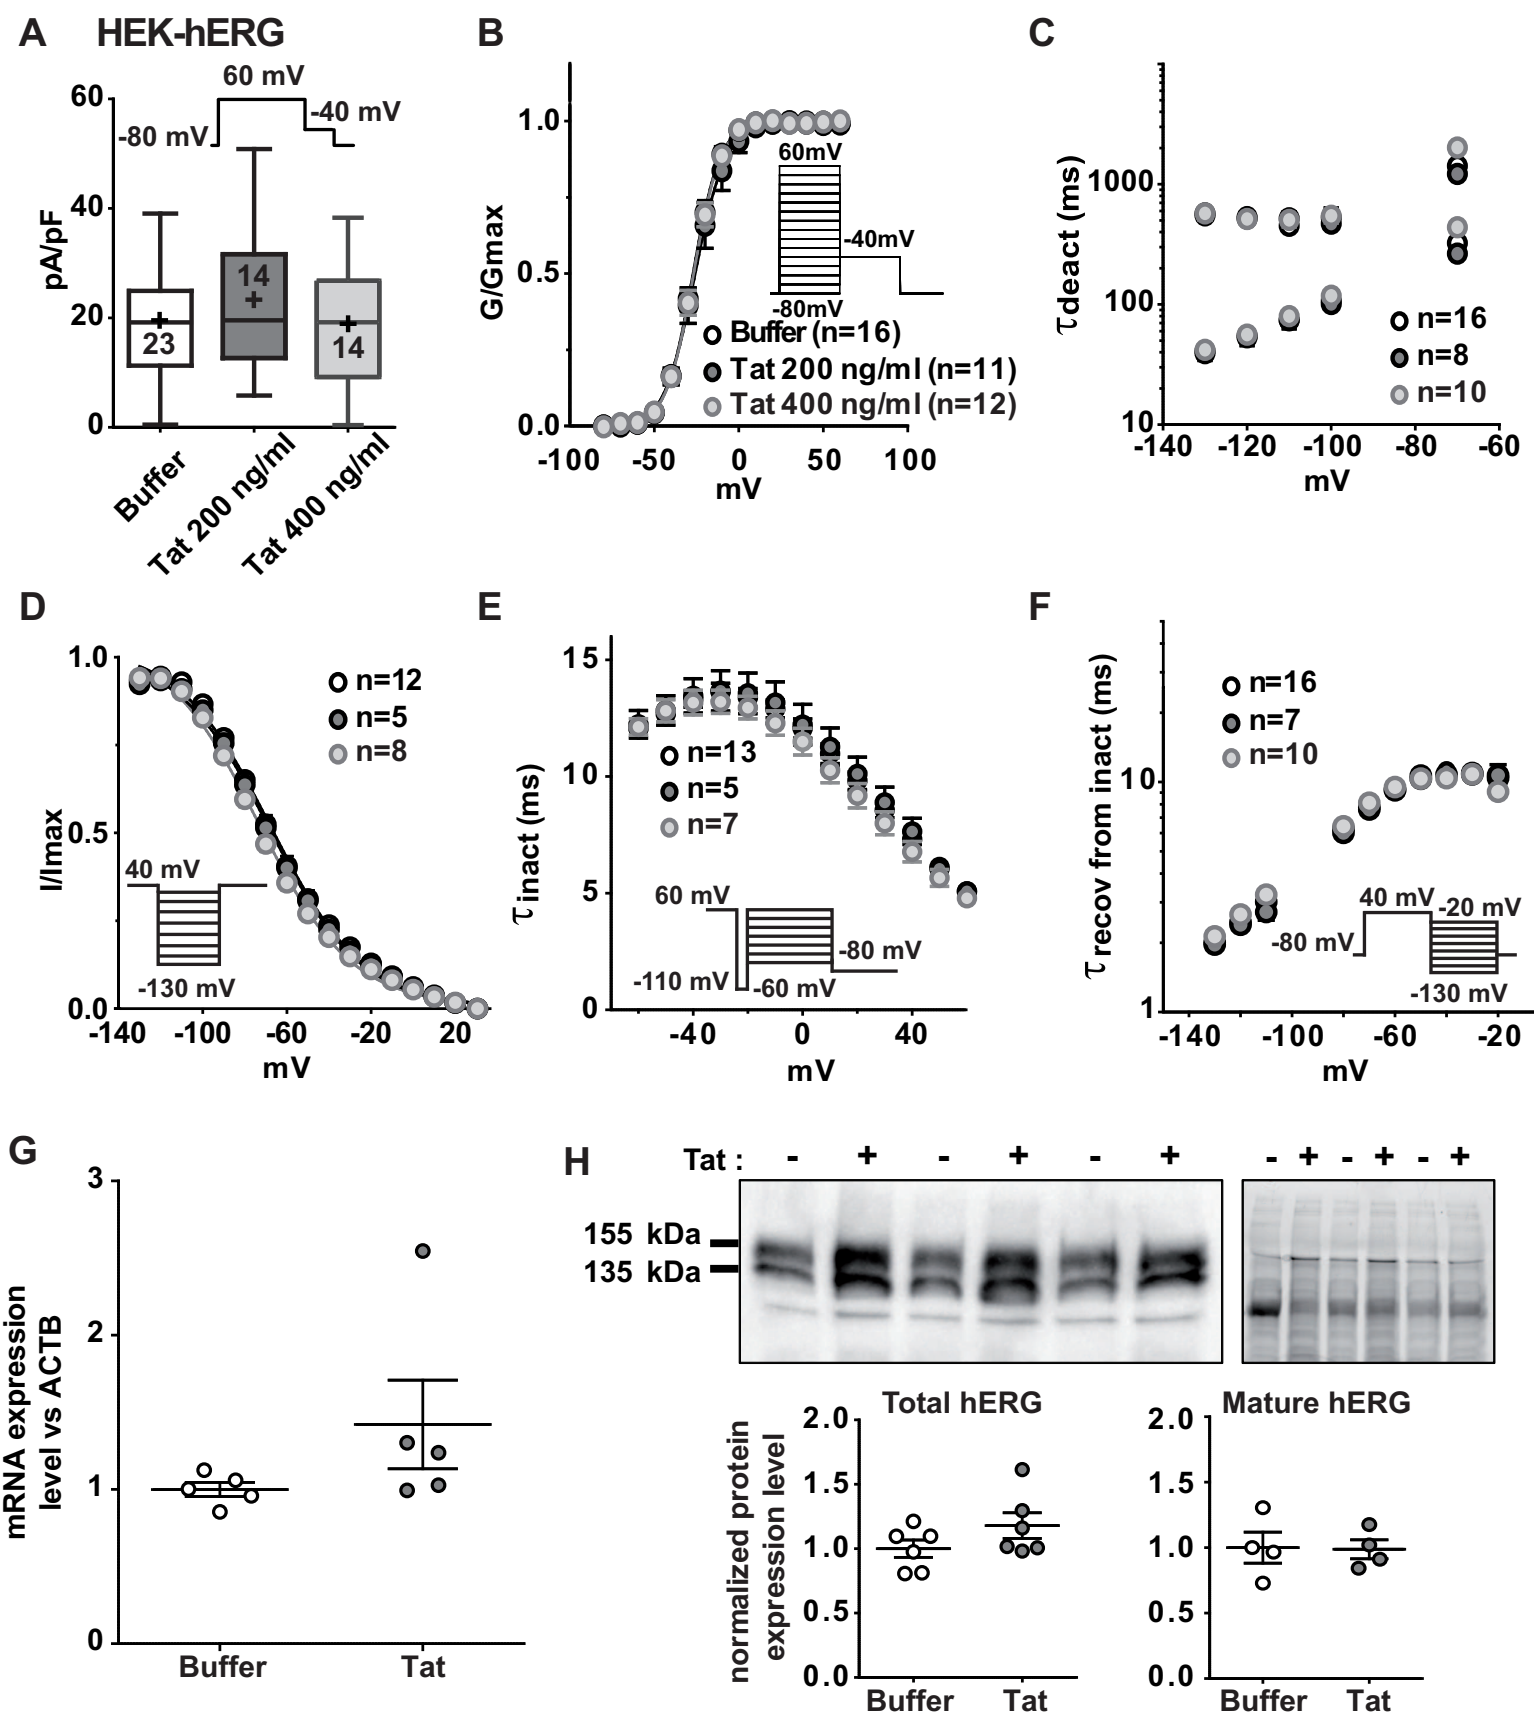 A HEK-hERG
60 mV
-40 mV
-80 mV
pA/pF
60
40
20
0
23
14
14
Buffer
Tat 200 ng/ml
Tat 400 ng/ml
B
G/Gmax
1.0
0.5
0.0
60mV
-40mV
-80mV
Buffer (n=16)
Tat 200 ng/ml (n=11)
Tat 400 ng/ml (n=12)
-100 -50 0 50 100
mV
C
τdeact (ms)
1000
100
10
n=16
n=8
n=10
-140 -120 -100 -80 -60
mV
D
I/Imax
1.0
0.5
0.0
n=12
n=5
n=8
40 mV
-130 mV
-140 -100 -60 -20 20
mV
E
τinact (ms)
15
10
5
0
n=13
n=5
n=7
60 mV
-80 mV
-110 mV
-60 mV
-40 0 40
mV
F
τrecov from inact (ms)
10
1
n=16
n=7
n=10
40 mV
-20 mV
-80 mV
-130 mV
-140 -100 -60 -20
mV
G
mRNA expression
level vs ACTB
3
2
1
0
Buffer Tat
H
Tat : - + - + - +
- + - + - +
155 kDa
135 kDa
Total hERG
normalized protein
expression level
2.0
1.5
1.0
0.5
0.0
Buffer Tat
Mature hERG
2.0
1.5
1.0
0.5
0.0
Buffer Tat